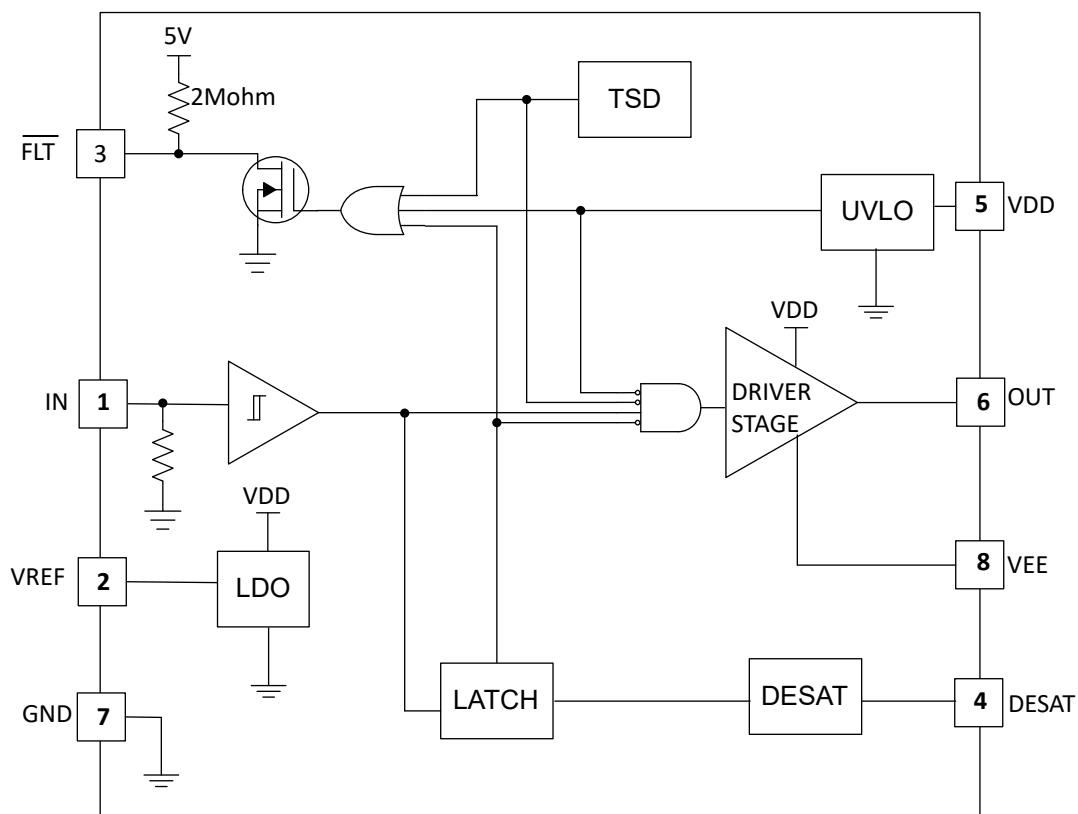 5V
2Mohm
TSD
FLT
3
UVLO
5
VDD
VDD
IN
1
DRIVER
STAGE
6
OUT
VDD
VREF
2
LDO
8
VEE
GND
7
LATCH
DESAT
4
DESAT